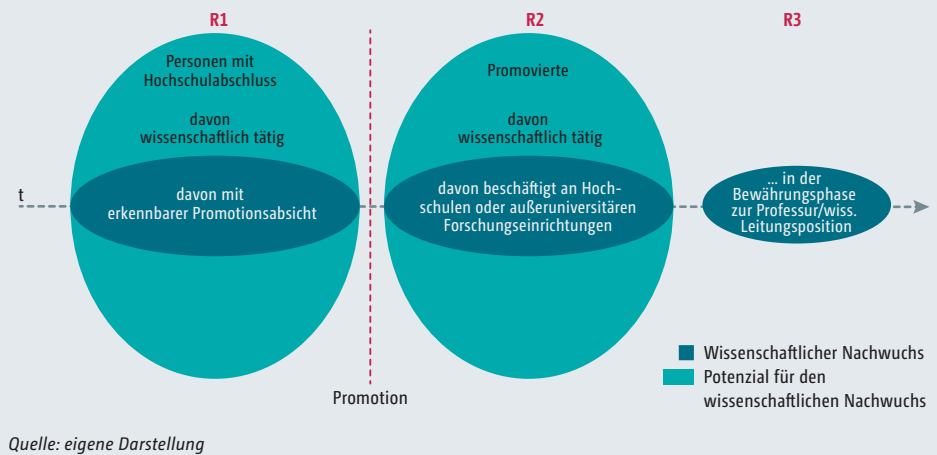 R1
R2
R3
Personen mit
Hochschulabschluss
davon
wissenschaftlich tätig
davon mit
erkennbarer Promotionsabsicht
Promovierte
davon
wissenschaftlich tätig
davon beschäftigt an Hoch-
schulen oder außeruniversitären
Forschungseinrichtungen
... in der
Bewährungsphase
zur Professur/wiss.
Leitungsposition
t
Promotion
Wissenschaftlicher Nachwuchs
Potenzial für den
wissenschaftlichen Nachwuchs
Quelle: eigene Darstellung